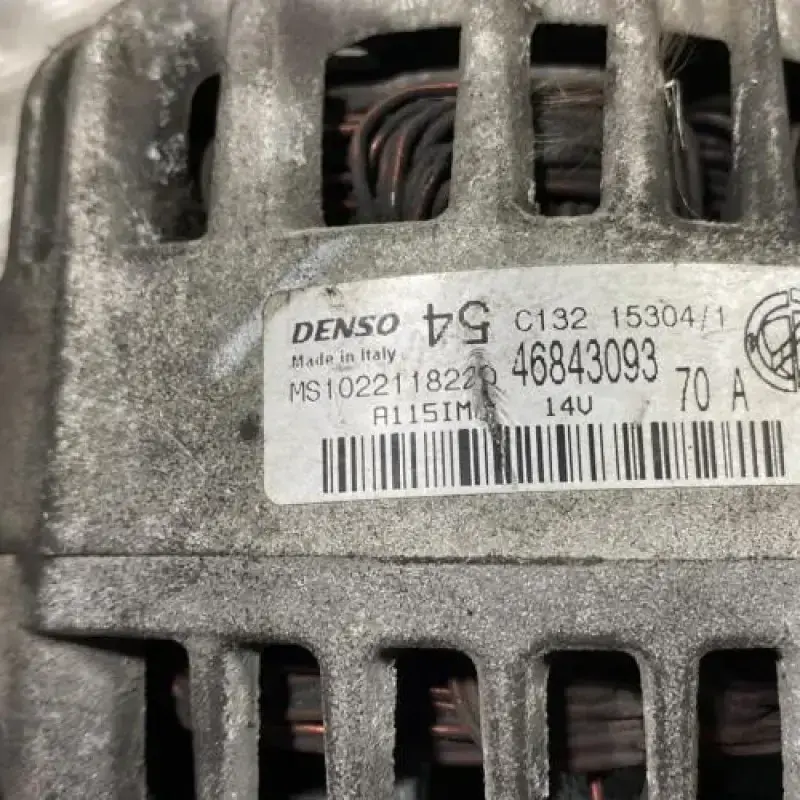 DENSO 54 C132 15304/1
Made in Italy
MS1022118220 46843093
A115IM 14V 70 A